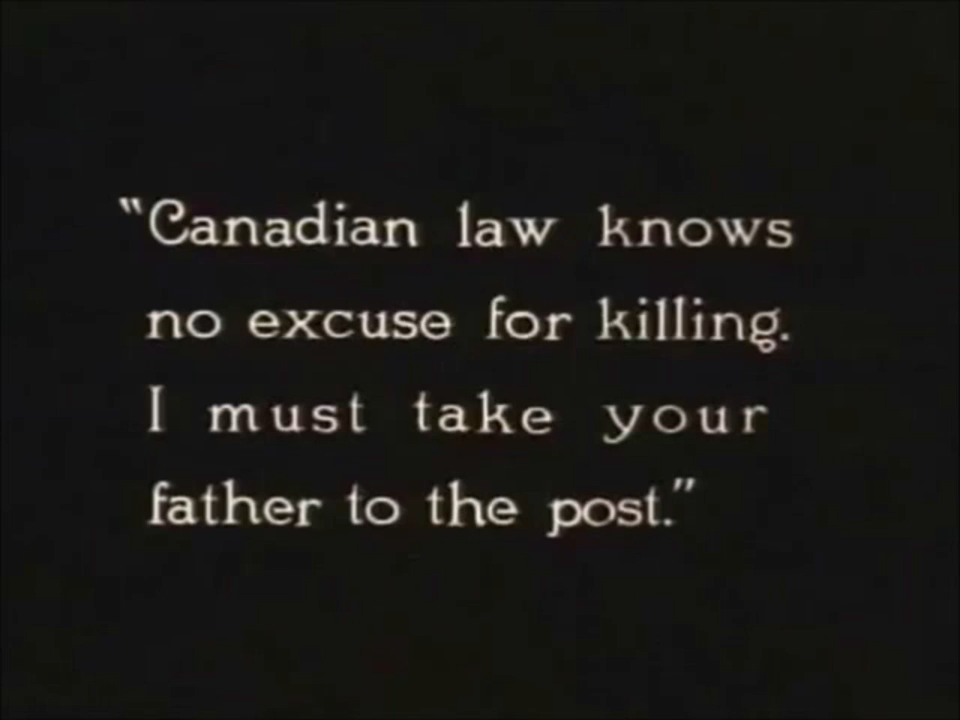 "Canadian law knows
no excuse for killing.
I must take your
father to the post."